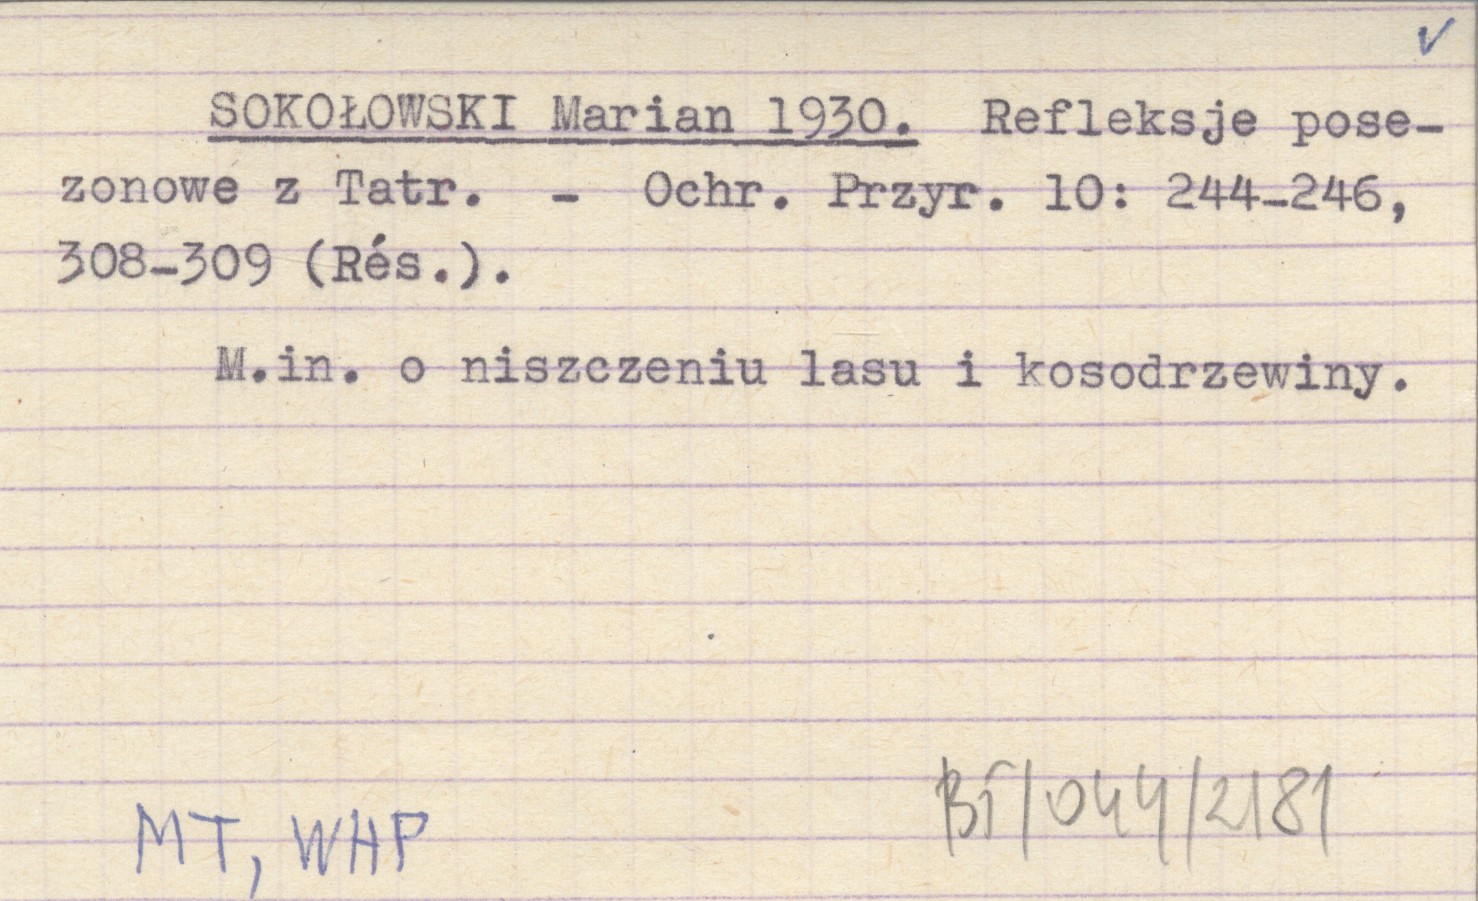 SOKOŁOWSKI Marian 1930. Refleksje pose-
zonowe z Tatr. - Ochr. Przyr. 10: 244-246,
308-309 (Rés.).
M.in. o niszczeniu lasu i kosodrzewiny.
MT, WHP
BI/044/2181